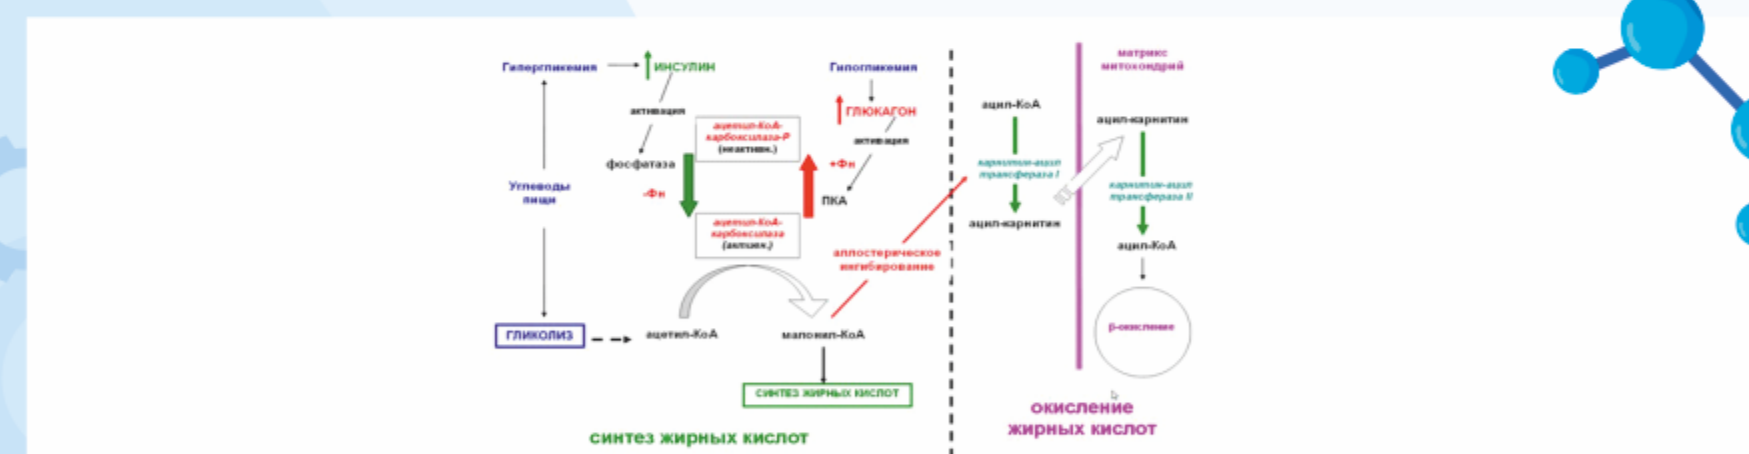 Гипергликемия
ИНСУЛИН
активация
фосфатаза
-Фн
Углеводы
пищи
ацетил-КоА-
карбоксилаза-Р
(неактивн.)
ацетил-КоА-
карбоксилаза
(активн.)
Гипогликемия
ГЛЮКАГОН
активация
+Фн
ПКА
аллостерическое
ингибирование
ГЛИКОЛИЗ
ацетил-КоА
малонил-КоА
СИНТЕЗ ЖИРНЫХ КИСЛОТ
синтез жирных кислот
ацил-КоА
карнитин-ацил
трансфераза I
ацил-карнитин
матрикс
митохондрий
ацил-карнитин
карнитин-ацил
трансфераза II
ацил-КоА
β-окисление
окисление
жирных кислот